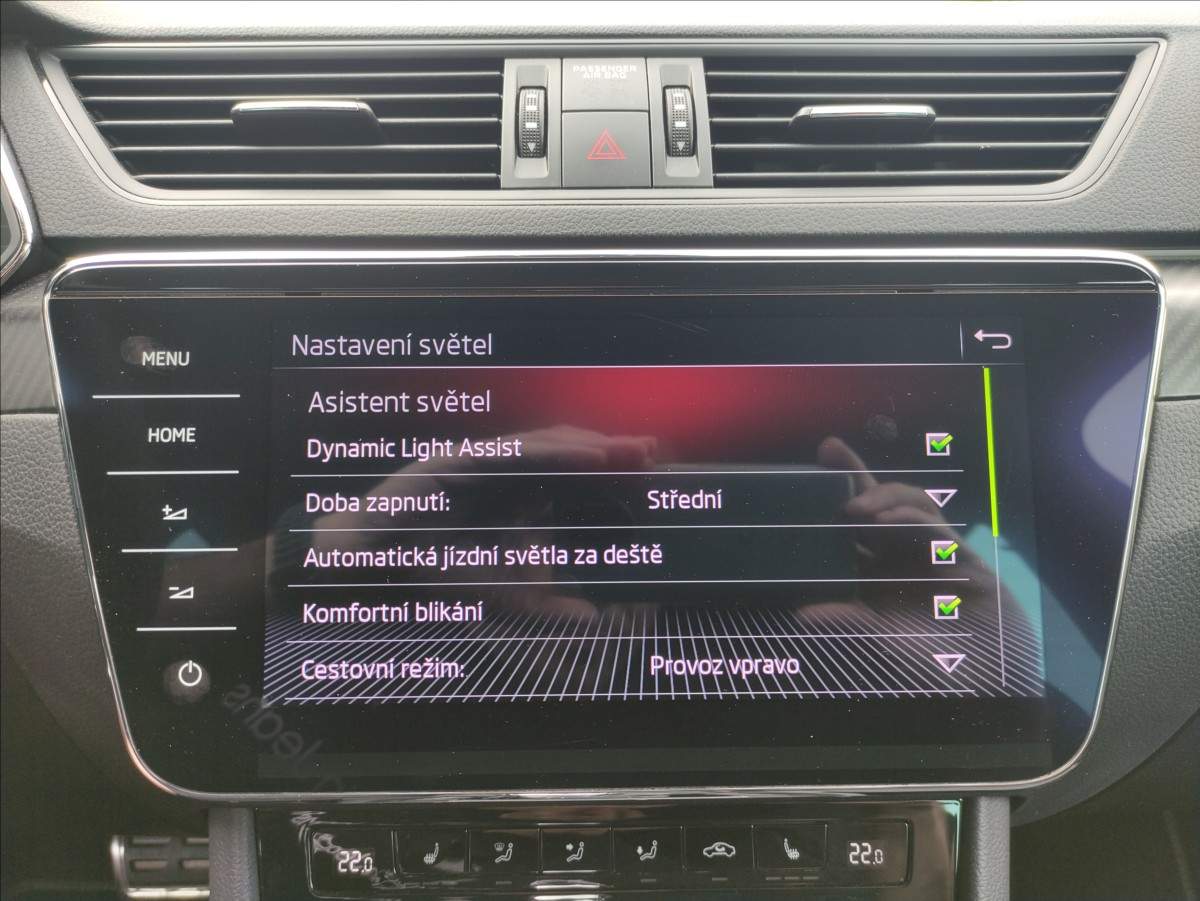 PASSENGER
AIR BAG
MENU
HOME
Nastavení světel
Asistent světel
Dynamic Light Assist
Doba zapnutí: Střední
Automatická jízdní světla za deště
Komfortní blikání
Cestovní režim: Provoz vpravo
22.0
22.0